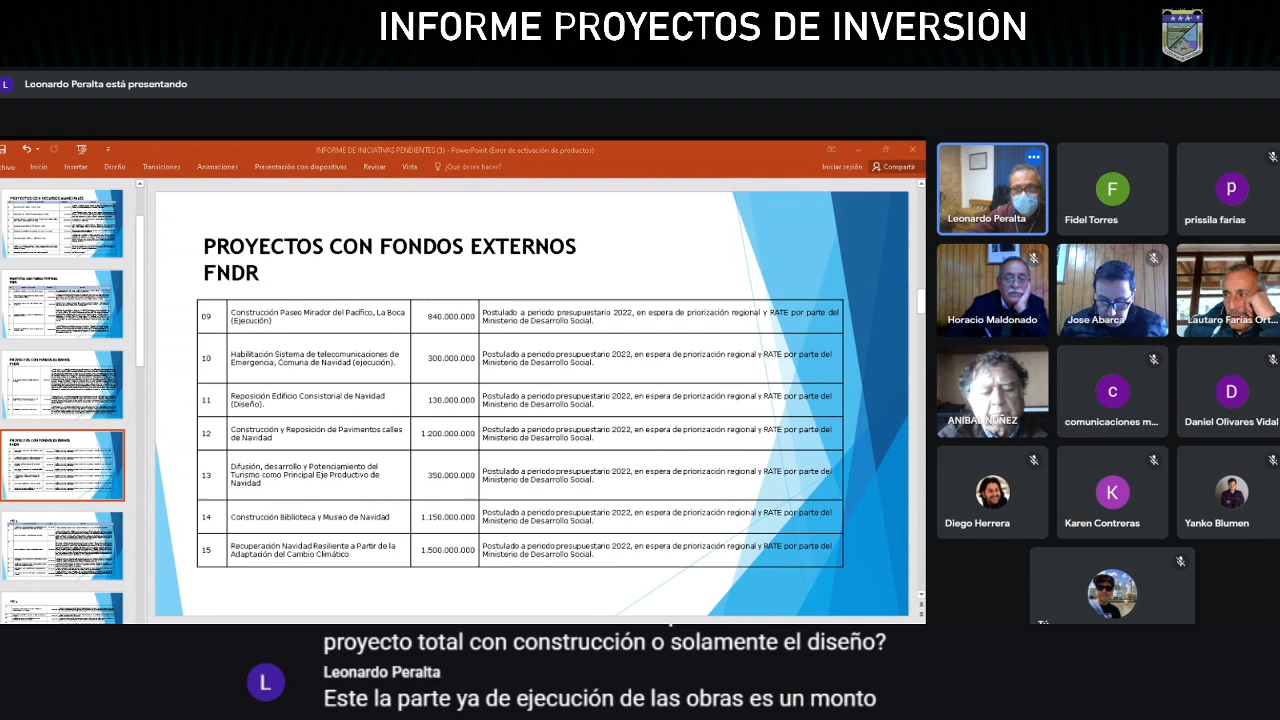 INFORME PROYECTOS DE INVERSIÓN
L
Leonardo Peralta está presentando
INFORME DE INICIATIVAS PENDIENTES (3) - PowerPoint (Error de activación de productos)
Inicio Insertar Diseño Transiciones Animaciones Presentación con diapositivas Revisar Vista ¿Qué desea hacer? Iniciar sesión Compartir
PROYECTOS CON FONDOS EXTERNOS
FNDR
09 Construcción Paseo Mirador del Pacífico, La Boca (Ejecución) 840.000.000 Postulado a periodo presupuestario 2022, en espera de priorización regional y RATE por parte del Ministerio de Desarrollo Social.
10 Habilitación Sistema de telecomunicaciones de Emergencia, Comuna de Navidad (ejecución). 300.000.000 Postulado a periodo presupuestario 2022, en espera de priorización regional y RATE por parte del Ministerio de Desarrollo Social.
11 Reposición Edificio Consistorial de Navidad (Diseño). 130.000.000 Postulado a periodo presupuestario 2022, en espera de priorización regional y RATE por parte del Ministerio de Desarrollo Social.
12 Construcción y Reposición de Pavimentos calles de Navidad 1.200.000.000 Postulado a periodo presupuestario 2022, en espera de priorización regional y RATE por parte del Ministerio de Desarrollo Social.
13 Difusión, desarrollo y Potenciamiento del Turismo como Principal Eje Productivo de Navidad 350.000.000 Postulado a periodo presupuestario 2022, en espera de priorización regional y RATE por parte del Ministerio de Desarrollo Social.
14 Construcción Biblioteca y Museo de Navidad 1.150.000.000 Postulado a periodo presupuestario 2022, en espera de priorización regional y RATE por parte del Ministerio de Desarrollo Social.
15 Recuperación Navidad Resiliente a Partir de la Adaptación del Cambio Climático 1.500.000.000 Postulado a periodo presupuestario 2022, en espera de priorización regional y RATE por parte del Ministerio de Desarrollo Social.
Leonardo Peralta
F
Fidel Torres
p
prissila farias
Horacio Maldonado
Jose Abarca
Lautaro Farías Ort...
ANIBAL NÚÑEZ
c
comunicaciones m...
D
Daniel Olivares Vidal
Diego Herrera
K
Karen Contreras
Yanko Blumen
proyecto total con construcción o solamente el diseño?
L
Leonardo Peralta
Este la parte ya de ejecución de las obras es un monto